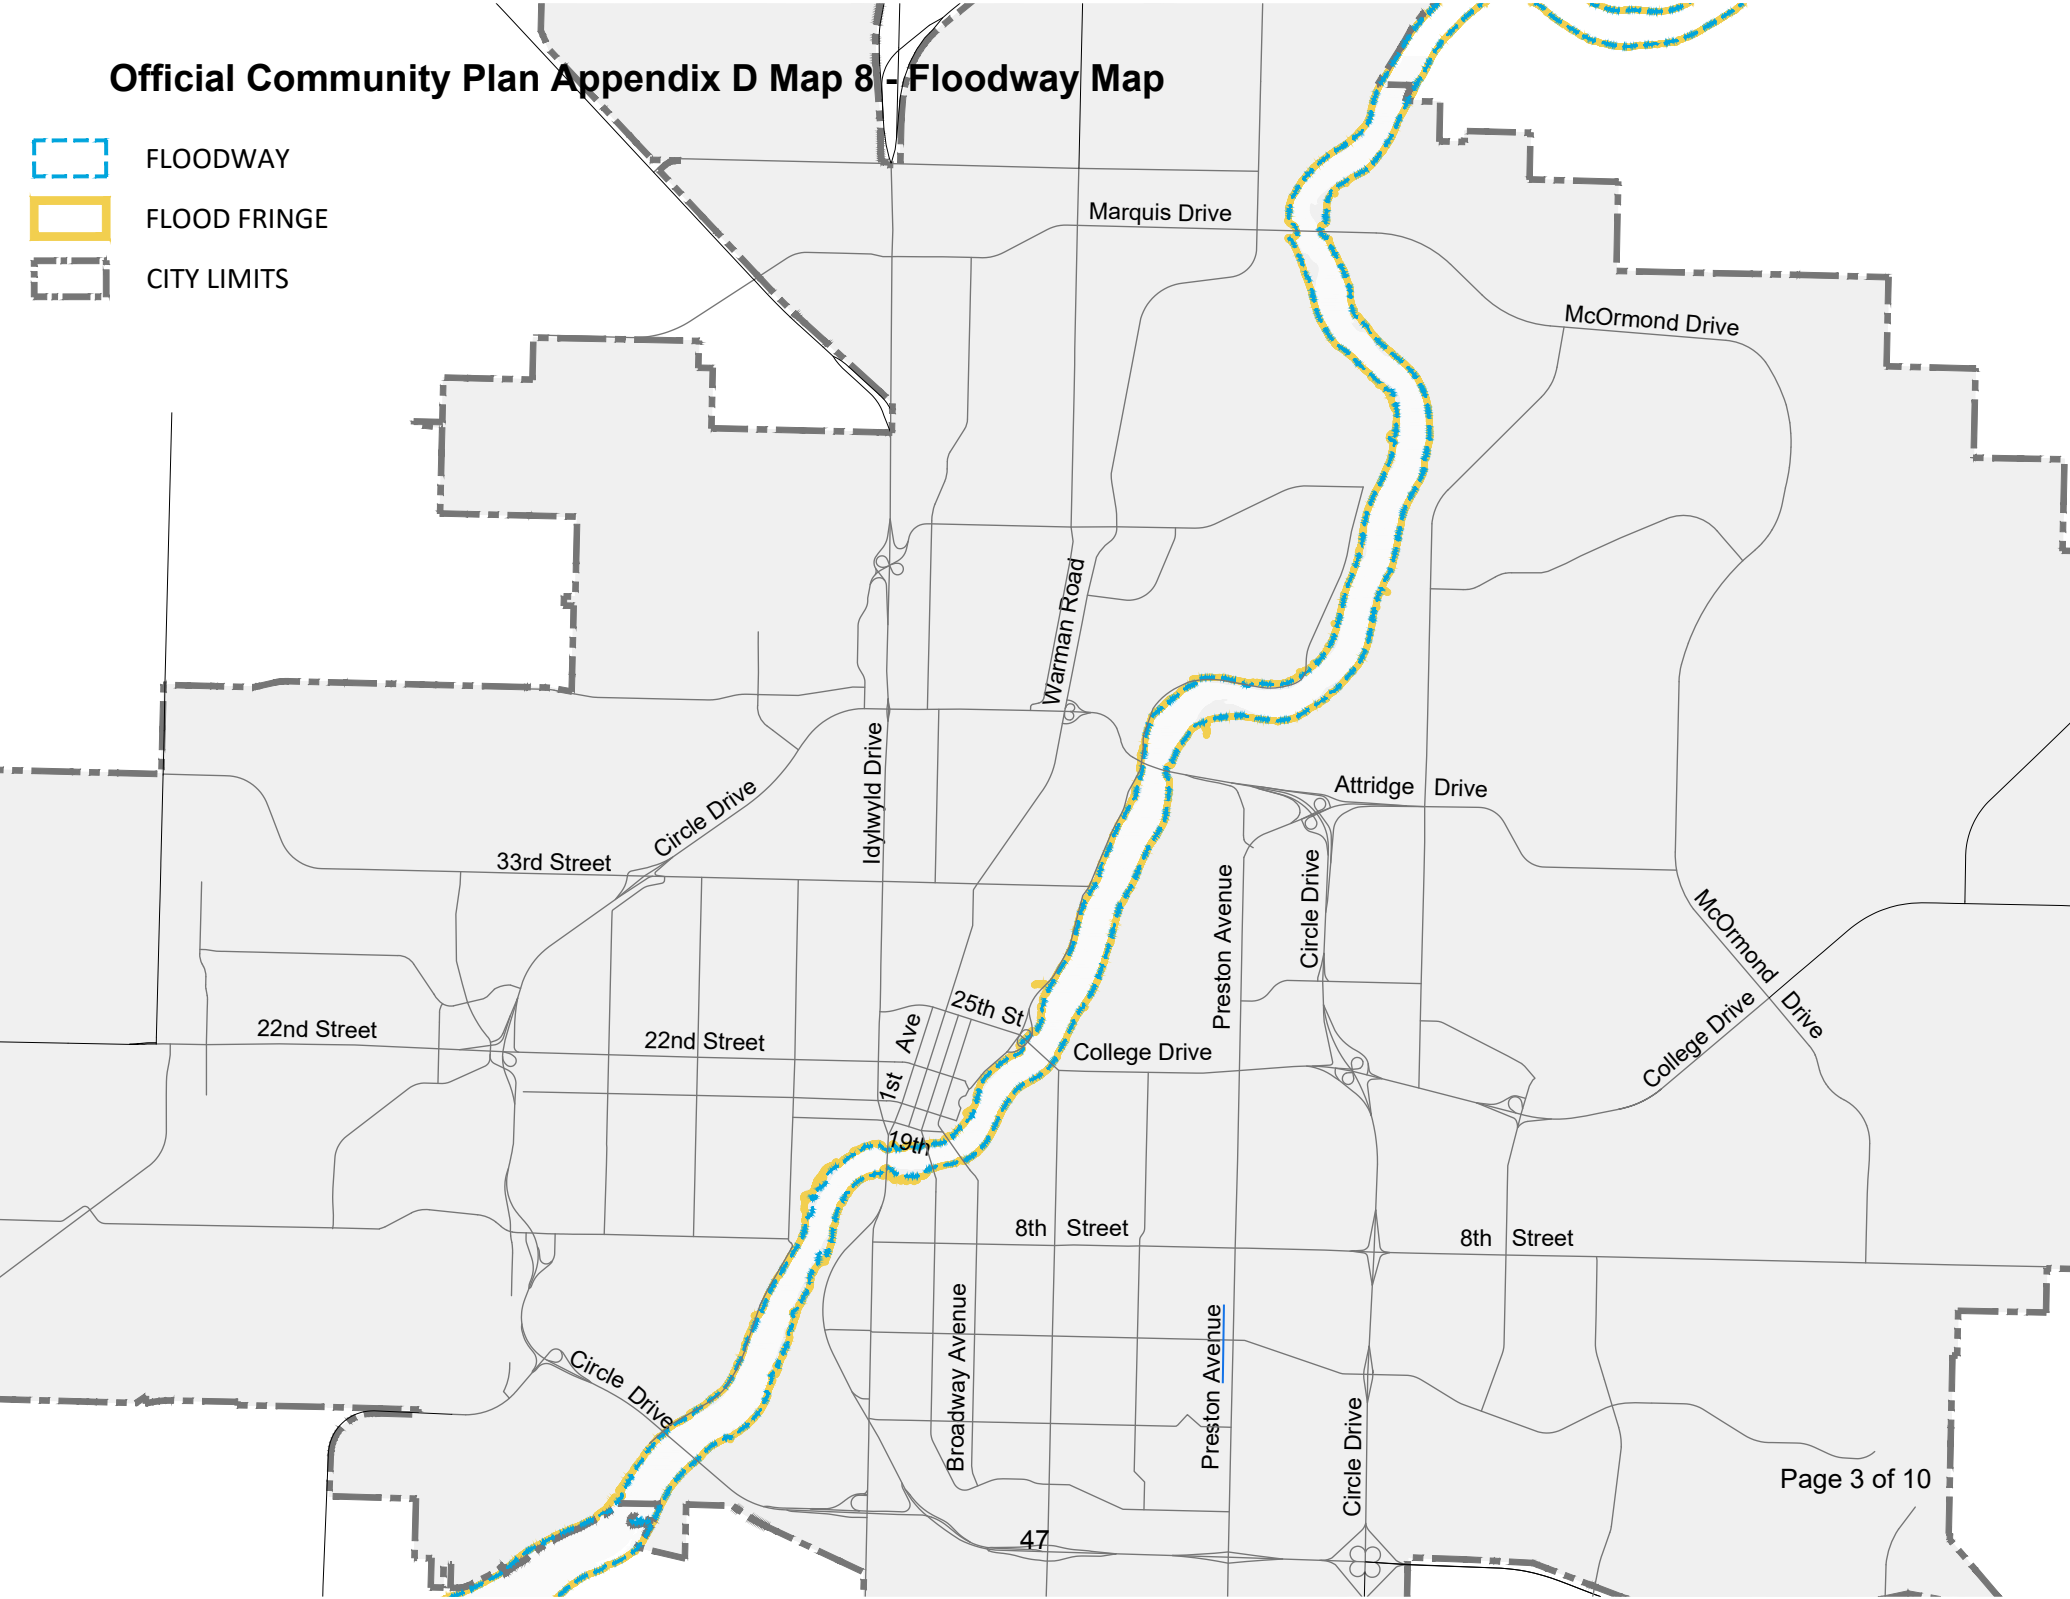 Official Community Plan Appendix D Map 8 - Floodway Map
FLOODWAY
FLOOD FRINGE
CITY LIMITS
Marquis Drive
McOrmond Drive
Warman Road
Idylwyld Drive
Circle Drive
33rd Street
Attridge Drive
Preston Avenue
Circle Drive
McOrmond Drive
College Drive
25th St
1st Ave
22nd Street
22nd Street
College Drive
19th
8th Street
8th Street
Broadway Avenue
Preston Avenue
Circle Drive
Circle Drive
Page 3 of 10
47